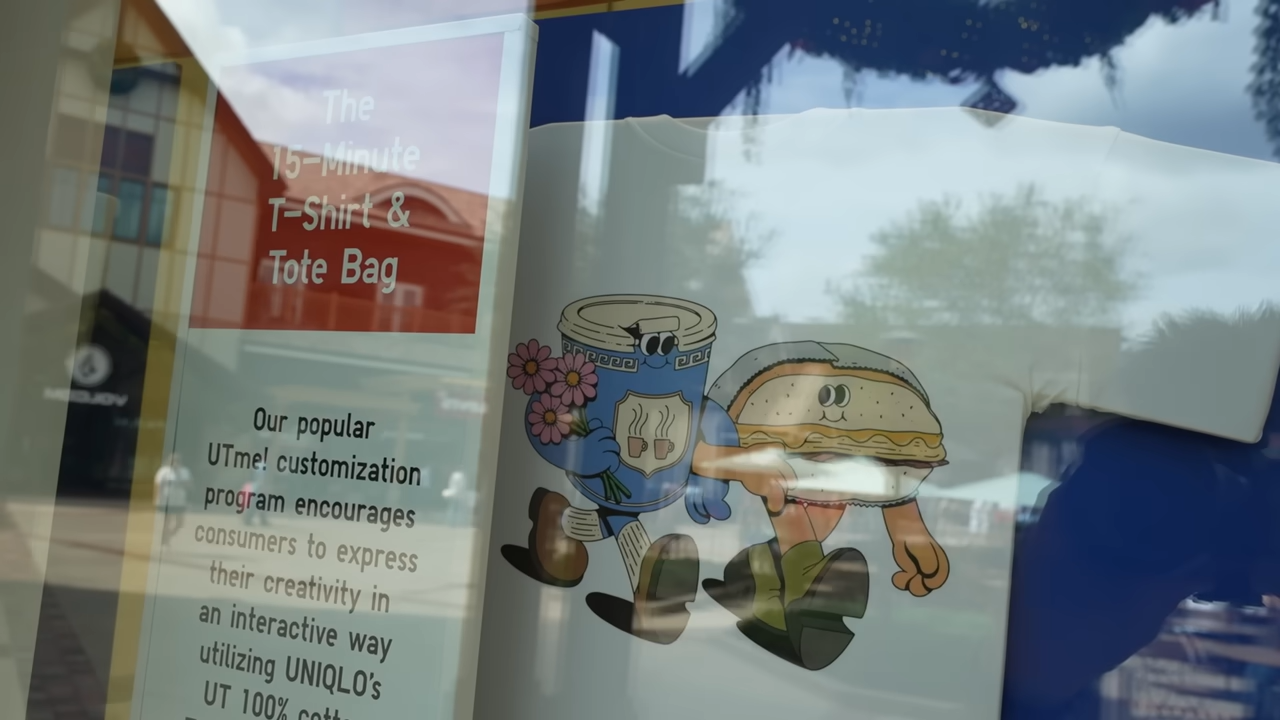 The
15-Minute
T-Shirt &
Tote Bag
Our popular
UTme! customization
program encourages
consumers to express
their creativity in
an interactive way
utilizing UNIQLO's
UT 100%